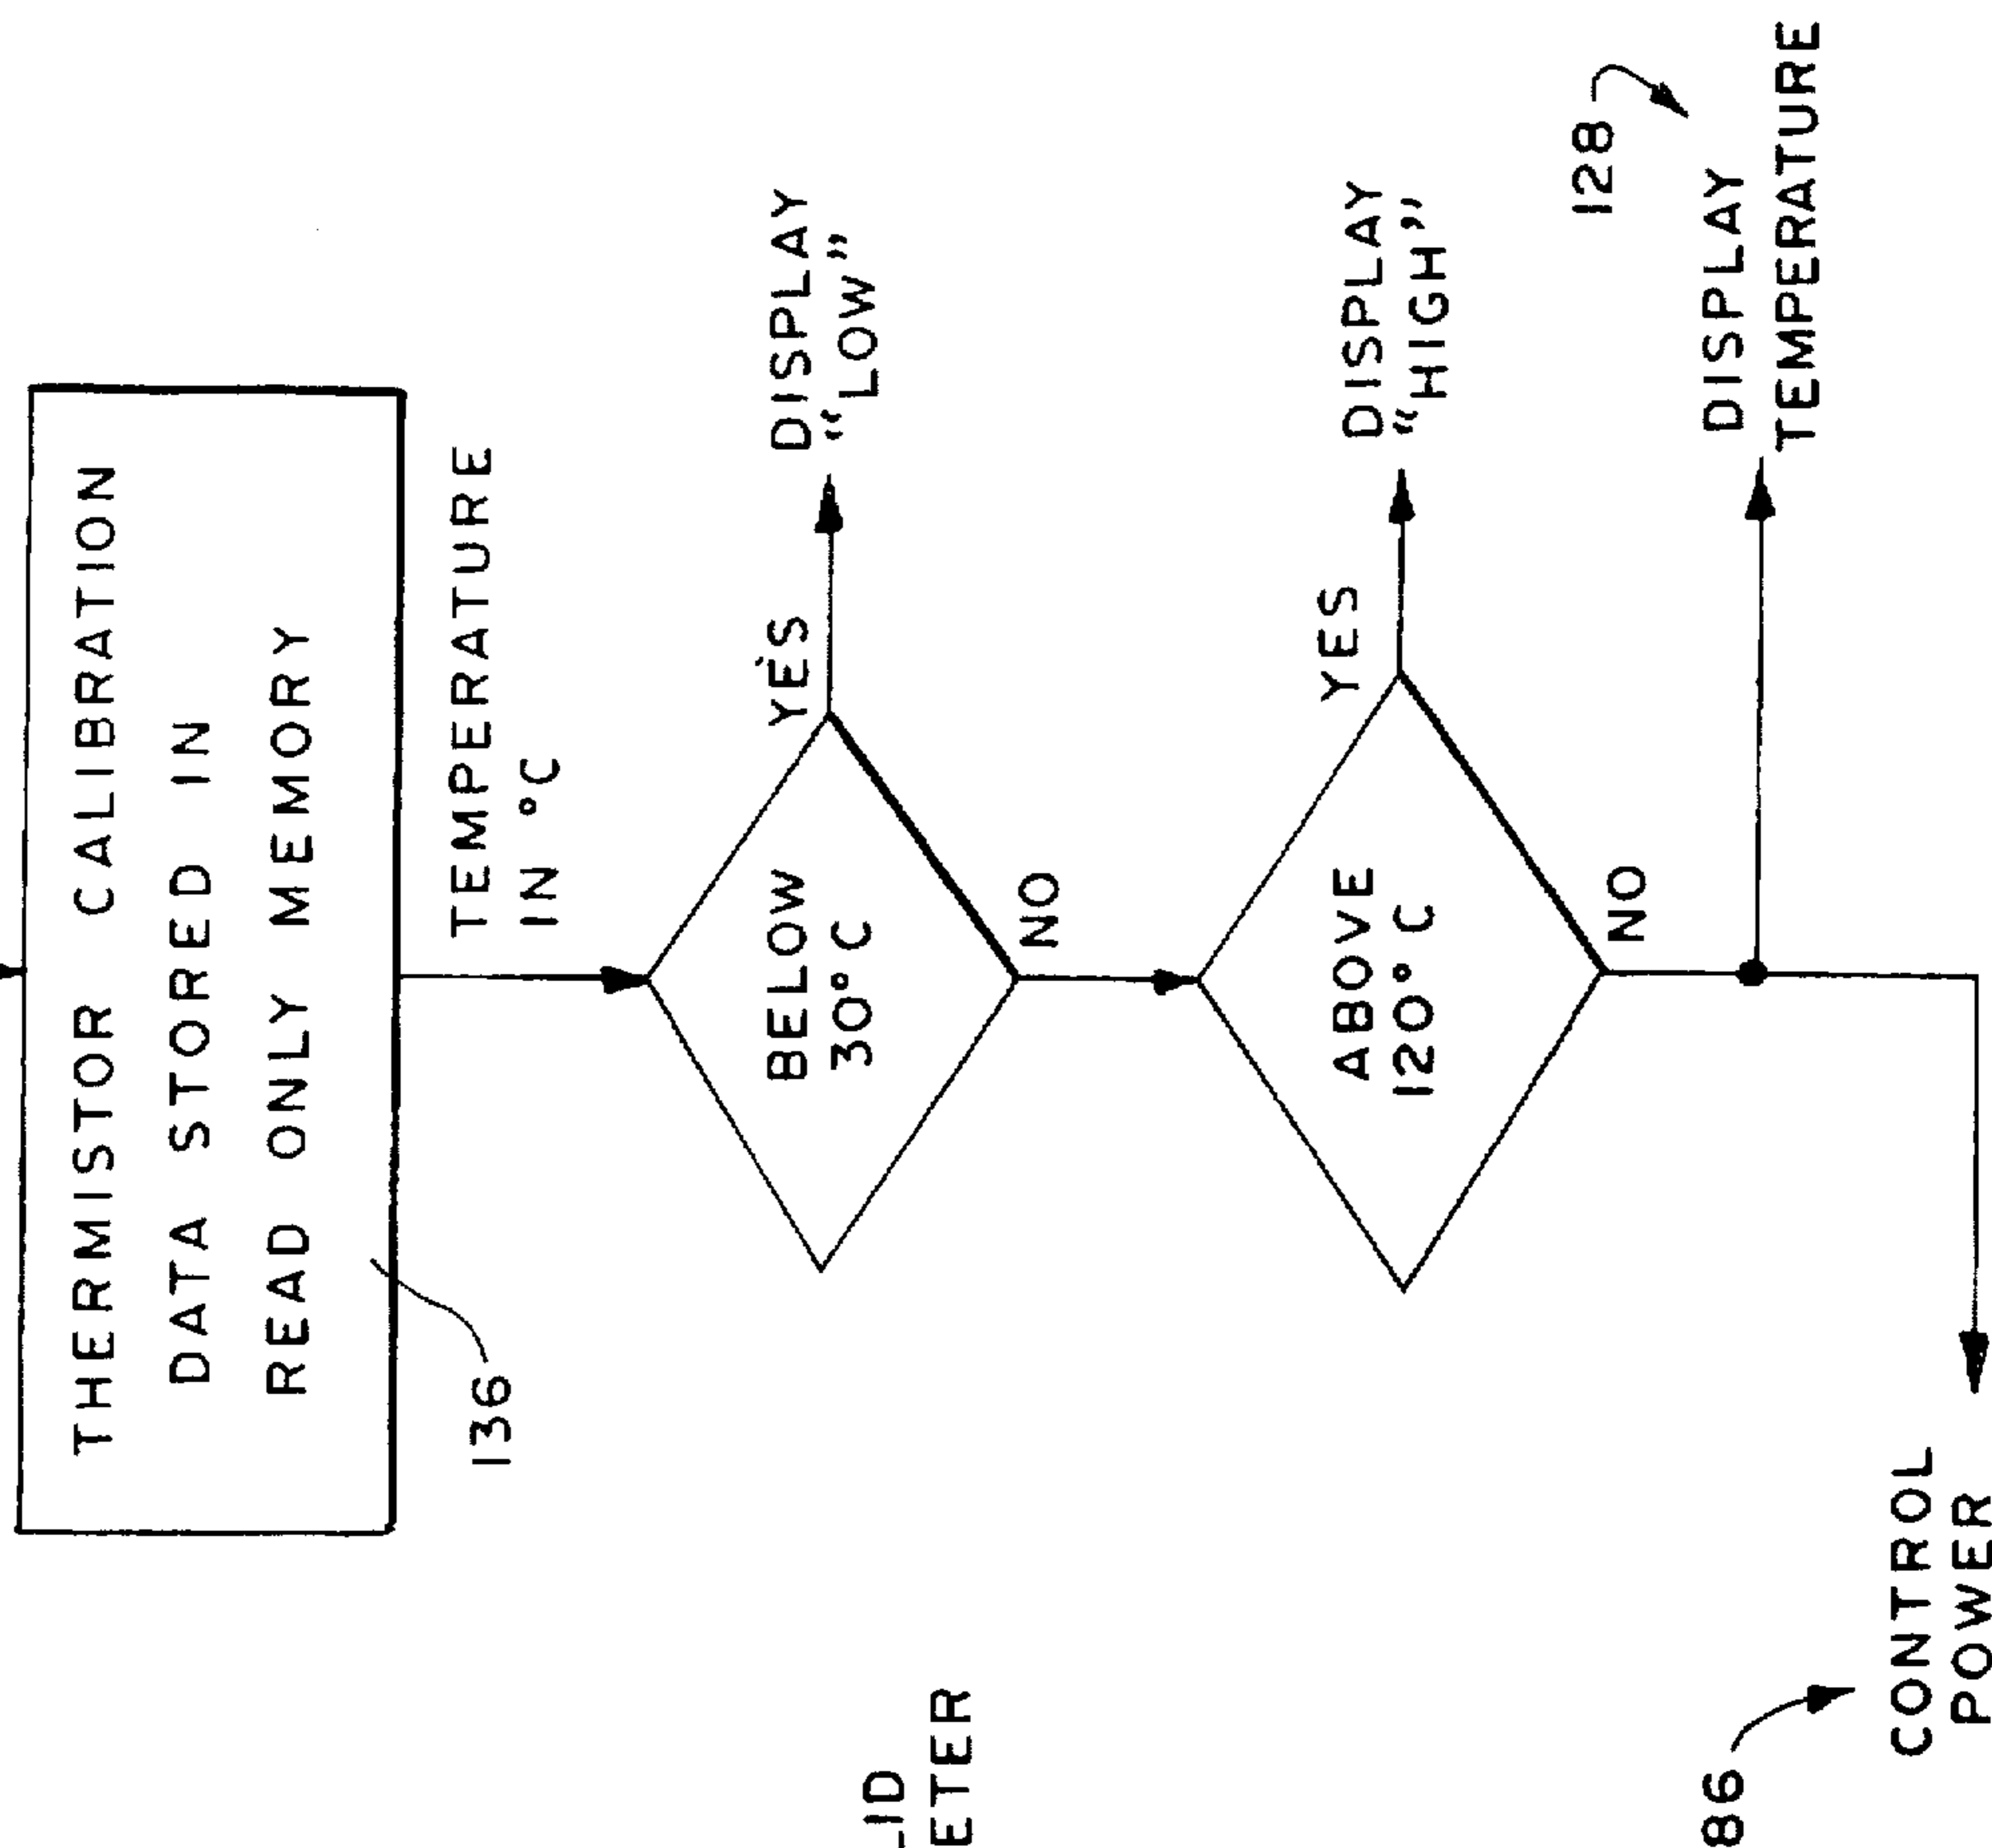 THERMISTOR CALIBRATION
DATA STORED IN
READ ONLY MEMORY
136
TEMPERATURE
IN °C
BELOW
30°C
YES
DISPLAY
“LOW”
NO
ABOVE
120°C
YES
DISPLAY
“HIGH”
NO
128
DISPLAY
TEMPERATURE
86
CONTROL
POWER